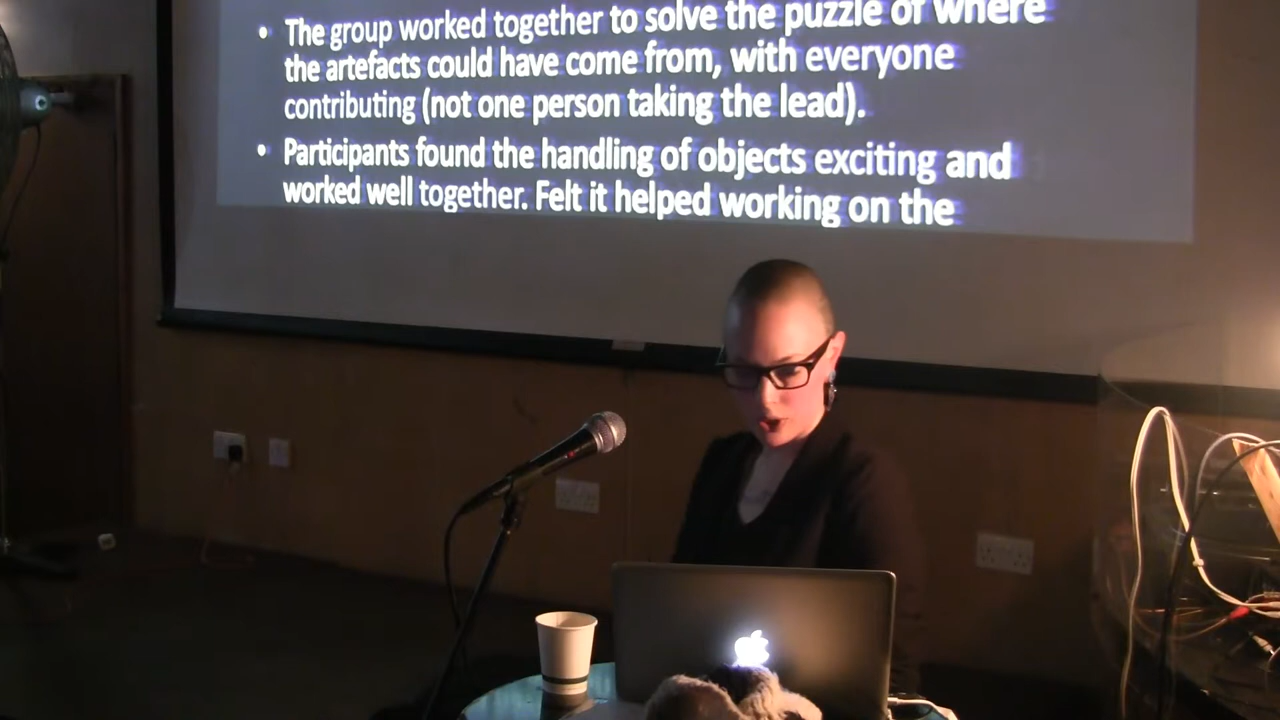 • The group worked together to solve the puzzle of where
the artefacts could have come from, with everyone
contributing (not one person taking the lead).
• Participants found the handling of objects exciting and
worked well together. Felt it helped working on the